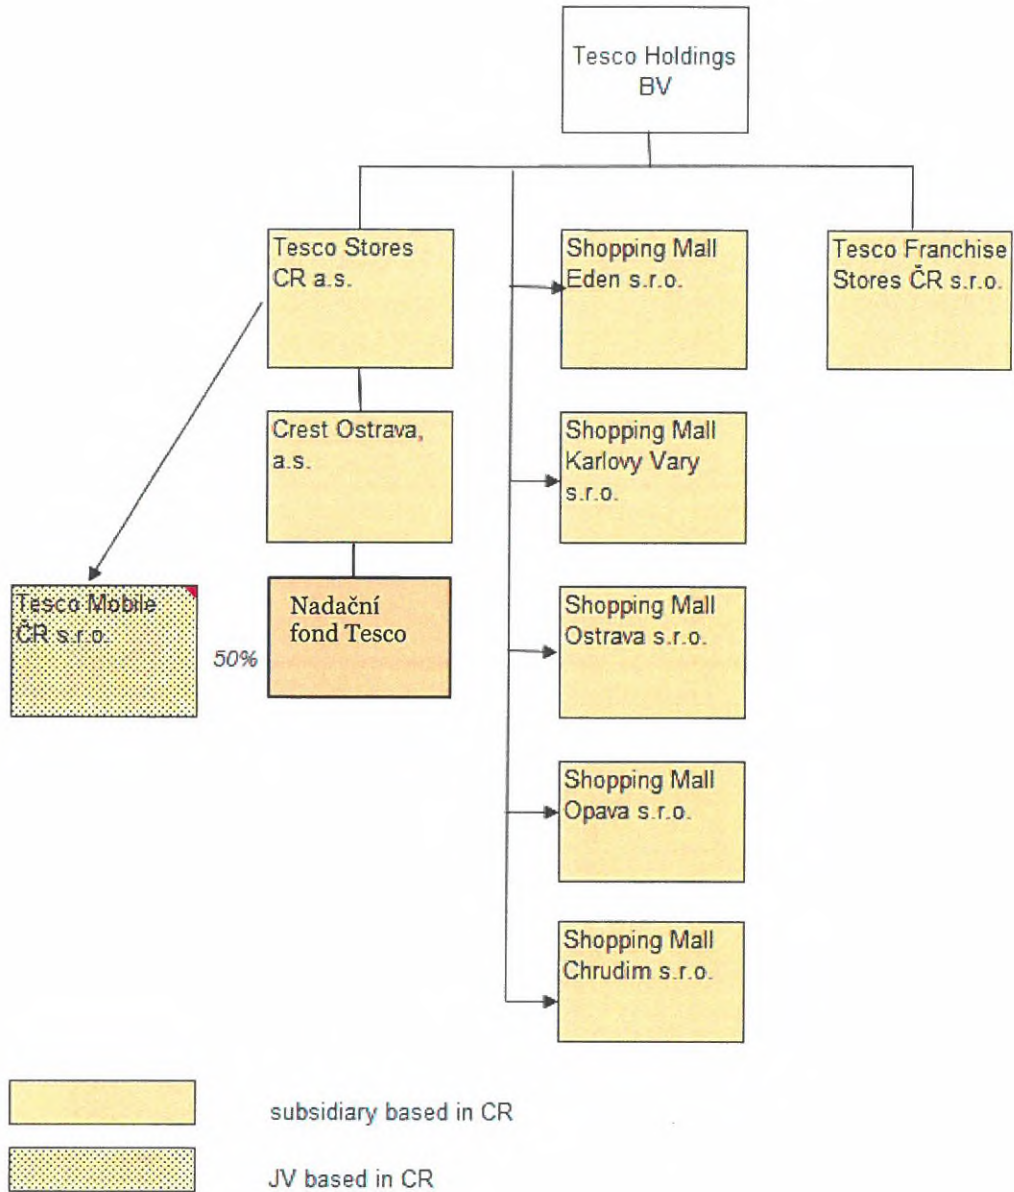 Tesco Holdings
BV
Tesco Stores
CR a.s.
Shopping Mall
Eden s.r.o.
Tesco Franchise
Stores ČR s.r.o.
Crest Ostrava,
a.s.
Shopping Mall
Karlovy Vary
s.r.o.
Tesco Mobile
ČR s.r.o.
50%
Nadační
fond Tesco
Shopping Mall
Ostrava s.r.o.
Shopping Mall
Opava s.r.o.
Shopping Mall
Chrudim s.r.o.
subsidiary based in CR
JV based in CR